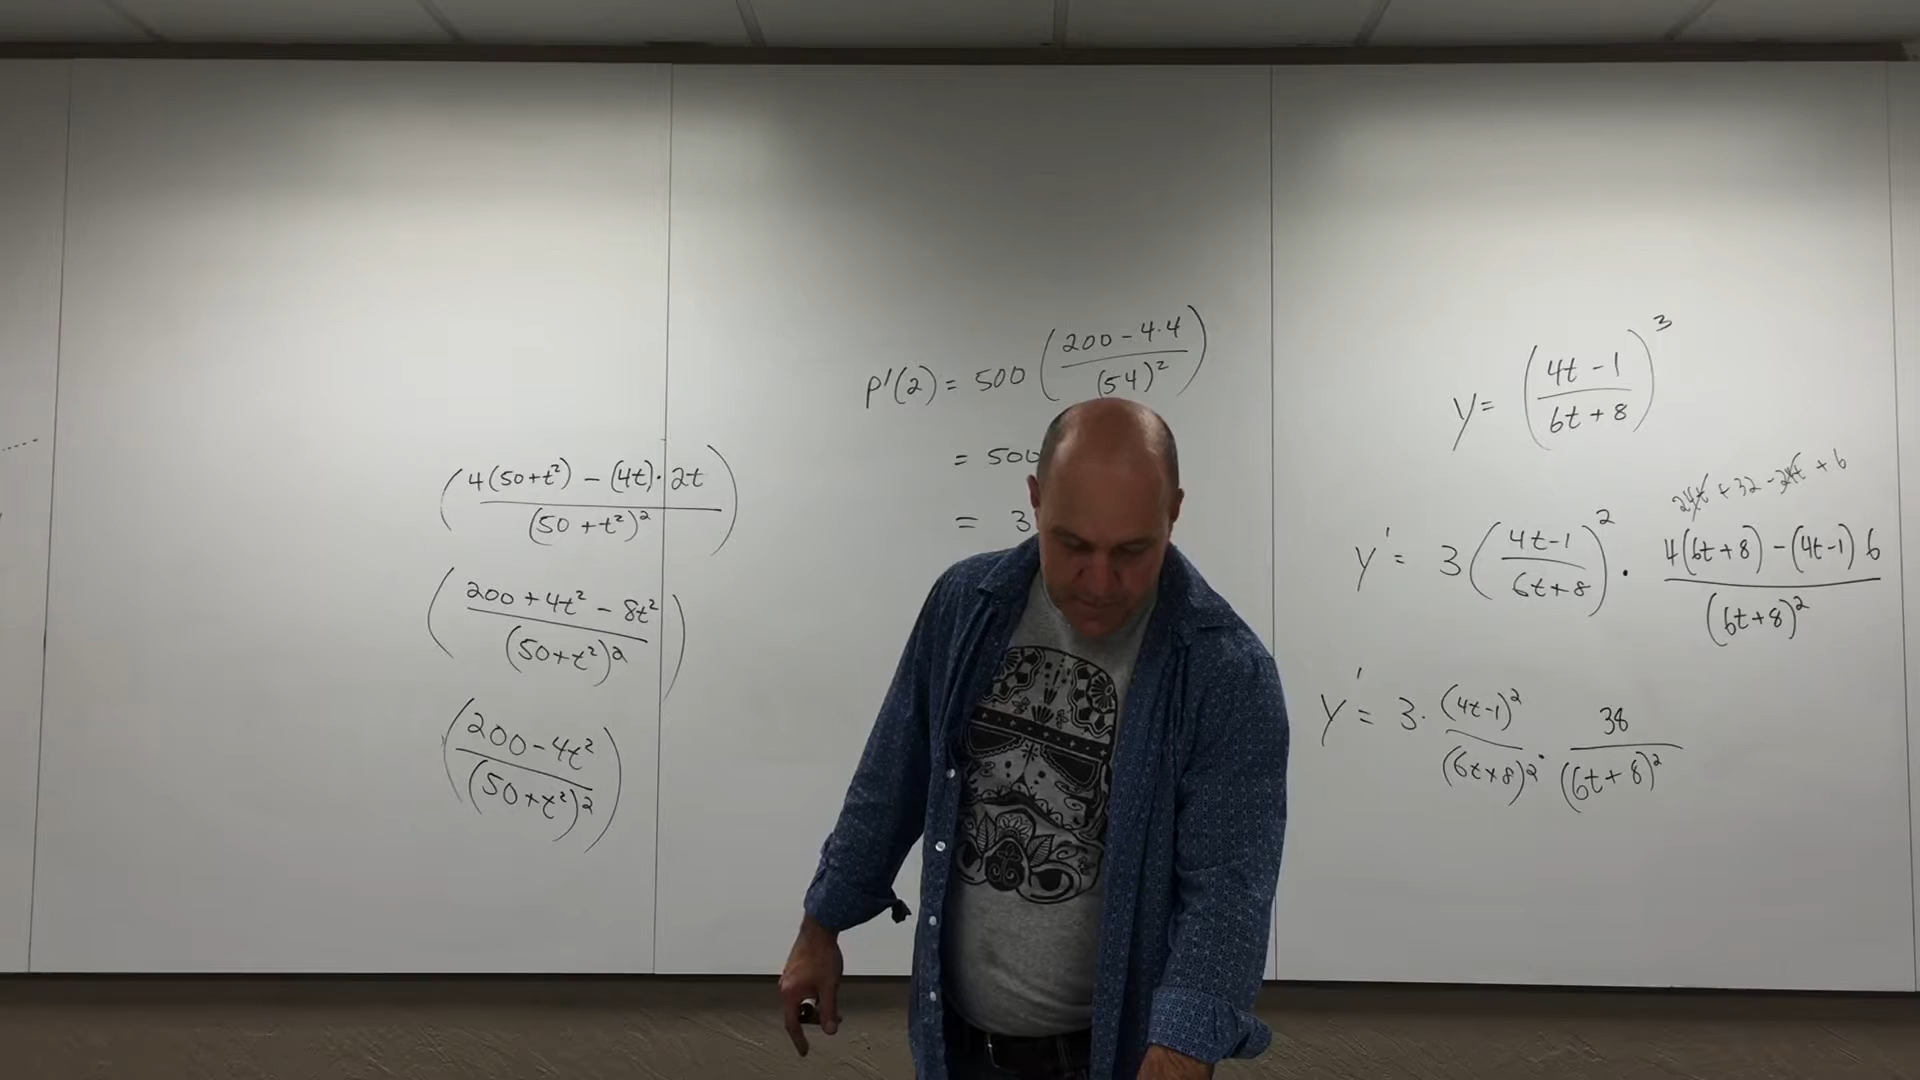 ( 4(50+t²) - (4t)·2t / (50+t²)² )
( 200+4t² - 8t² / (50+t²)² )
( 200-4t² / (50+t²)² )
P'(2) = 500 ( 200-4·4 / (54)² )
= 500
= 3
y = ( 4t-1 / 6t+8 )³
24t +32 -24t +6
y' = 3 ( 4t-1 / 6t+8 )² · 4(6t+8) - (4t-1)6 / (6t+8)²
y' = 3· (4t-1)² / (6t+8)² · 38 / (6t+8)²